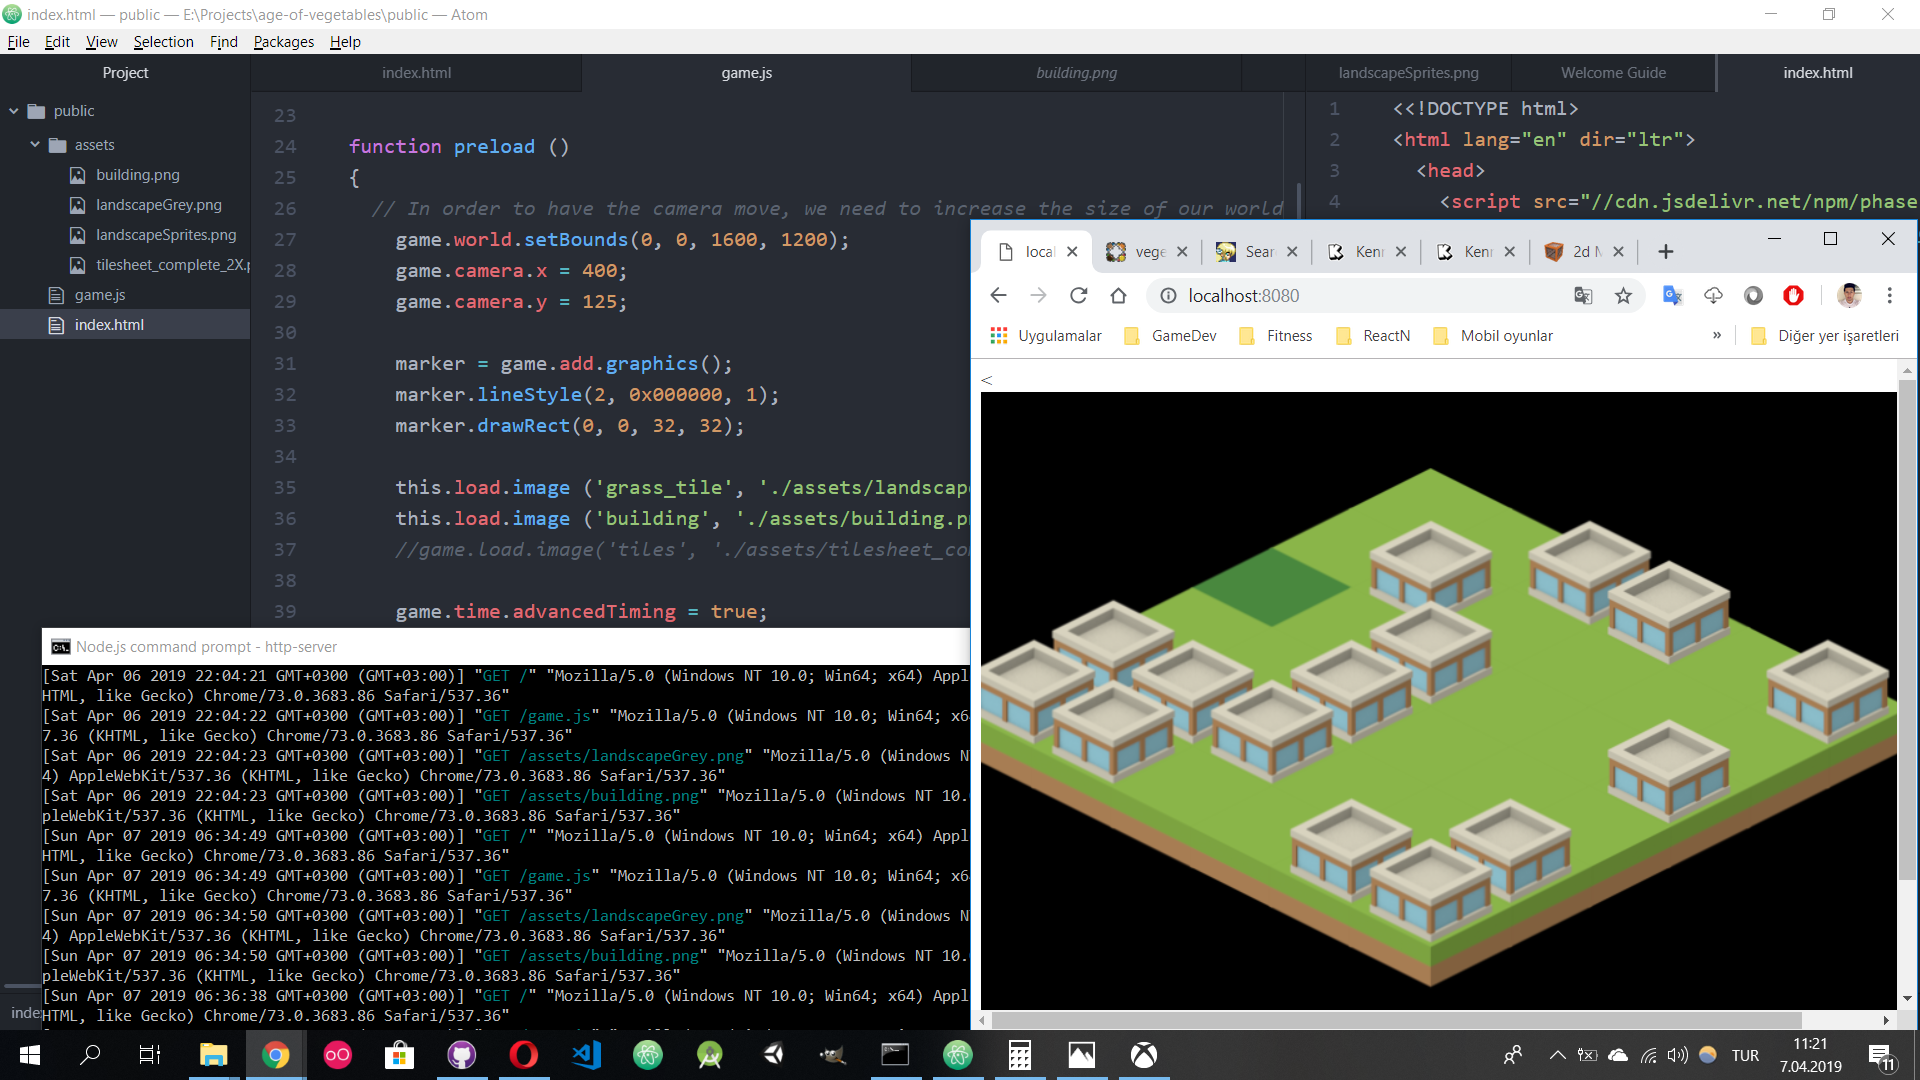 index.html — public — E:\Projects\age-of-vegetables\public — Atom
File Edit View Selection Find Packages Help
Project
public
assets
building.png
landscapeGrey.png
landscapeSprites.png
tilesheet_complete_2X.p
game.js
index.html
index.html game.js building.png landscapeSprites.png Welcome Guide index.html
23
24 function preload ()
25 {
26 // In order to have the camera move, we need to increase the size of our world
27 game.world.setBounds(0, 0, 1600, 1200);
28 game.camera.x = 400;
29 game.camera.y = 125;
30
31 marker = game.add.graphics();
32 marker.lineStyle(2, 0x000000, 1);
33 marker.drawRect(0, 0, 32, 32);
34
35 this.load.image ('grass_tile', './assets/landscap
36 this.load.image ('building', './assets/building.p
37 //game.load.image('tiles', './assets/tilesheet_co
38
39 game.time.advancedTiming = true;
1 <<!DOCTYPE html>
2 <html lang="en" dir="ltr">
3 <head>
4 <script src="//cdn.jsdelivr.net/npm/phase
local vege Sear Kenn Kenn 2d
localhost:8080
Uygulamalar GameDev Fitness ReactN Mobil oyunlar » Diğer yer işaretleri
<
Node.js command prompt - http-server
[Sat Apr 06 2019 22:04:21 GMT+0300 (GMT+03:00)] "GET /" "Mozilla/5.0 (Windows NT 10.0; Win64; x64) Appl
HTML, like Gecko) Chrome/73.0.3683.86 Safari/537.36"
[Sat Apr 06 2019 22:04:22 GMT+0300 (GMT+03:00)] "GET /game.js" "Mozilla/5.0 (Windows NT 10.0; Win64; x6
7.36 (KHTML, like Gecko) Chrome/73.0.3683.86 Safari/537.36"
[Sat Apr 06 2019 22:04:23 GMT+0300 (GMT+03:00)] "GET /assets/landscapeGrey.png" "Mozilla/5.0 (Windows N
4) AppleWebKit/537.36 (KHTML, like Gecko) Chrome/73.0.3683.86 Safari/537.36"
[Sat Apr 06 2019 22:04:23 GMT+0300 (GMT+03:00)] "GET /assets/building.png" "Mozilla/5.0 (Windows NT 10.
pleWebKit/537.36 (KHTML, like Gecko) Chrome/73.0.3683.86 Safari/537.36"
[Sun Apr 07 2019 06:34:49 GMT+0300 (GMT+03:00)] "GET /" "Mozilla/5.0 (Windows NT 10.0; Win64; x64) Appl
HTML, like Gecko) Chrome/73.0.3683.86 Safari/537.36"
[Sun Apr 07 2019 06:34:49 GMT+0300 (GMT+03:00)] "GET /game.js" "Mozilla/5.0 (Windows NT 10.0; Win64; x6
7.36 (KHTML, like Gecko) Chrome/73.0.3683.86 Safari/537.36"
[Sun Apr 07 2019 06:34:50 GMT+0300 (GMT+03:00)] "GET /assets/landscapeGrey.png" "Mozilla/5.0 (Windows N
4) AppleWebKit/537.36 (KHTML, like Gecko) Chrome/73.0.3683.86 Safari/537.36"
[Sun Apr 07 2019 06:34:50 GMT+0300 (GMT+03:00)] "GET /assets/building.png" "Mozilla/5.0 (Windows NT 10.
pleWebKit/537.36 (KHTML, like Gecko) Chrome/73.0.3683.86 Safari/537.36"
[Sun Apr 07 2019 06:36:38 GMT+0300 (GMT+03:00)] "GET /" "Mozilla/5.0 (Windows NT 10.0; Win64; x64) Appl
HTML, like Gecko) Chrome/73.0.3683.86 Safari/537.36"
inde
TUR
11:21
7.04.2019
11